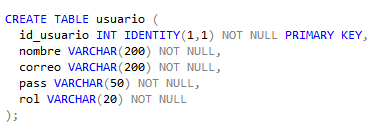 CREATE TABLE usuario (
  id_usuario INT IDENTITY(1,1) NOT NULL PRIMARY KEY,
  nombre VARCHAR(200) NOT NULL,
  correo VARCHAR(200) NOT NULL,
  pass VARCHAR(50) NOT NULL,
  rol VARCHAR(20) NOT NULL
);